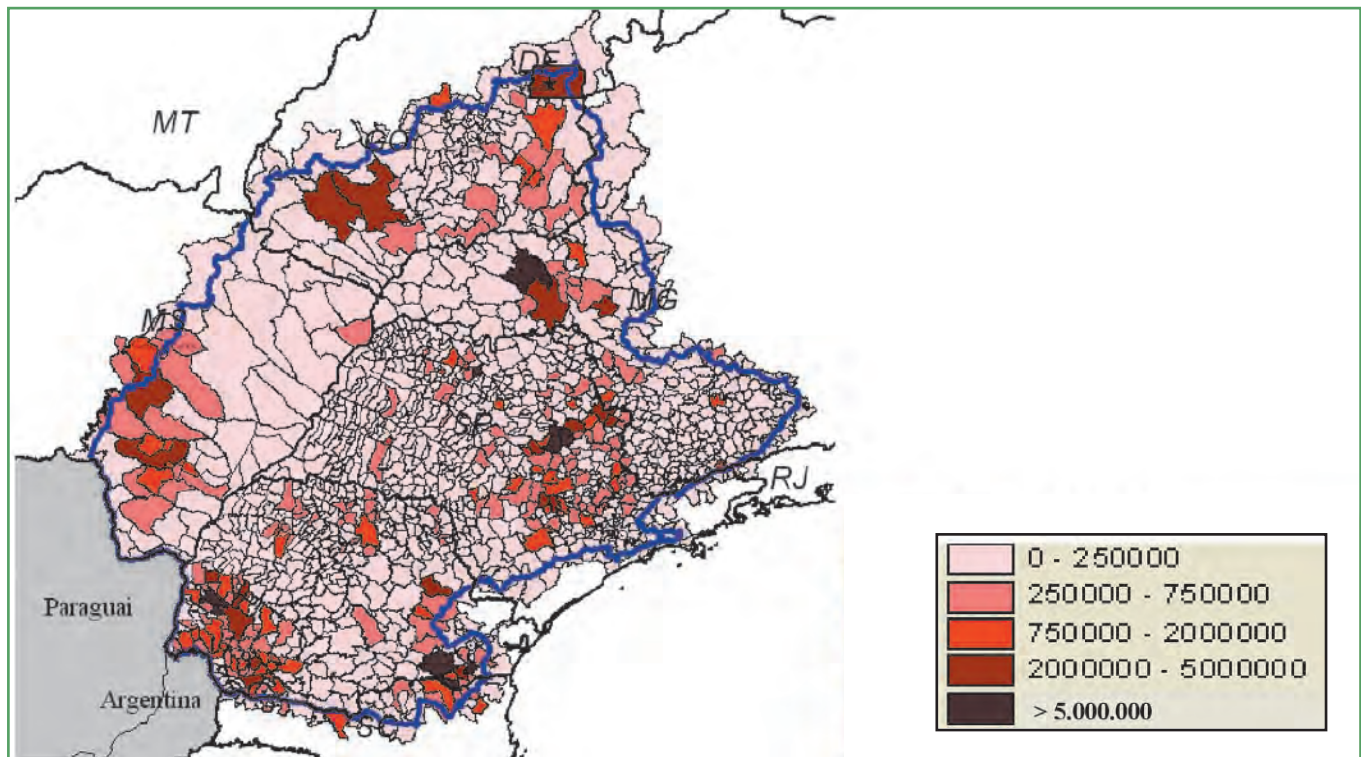 DF
MT
GO
MS
MG
SP
RJ
Paraguai
Argentina
SC
0 - 250000
250000 - 750000
750000 - 2000000
2000000 - 5000000
> 5.000.000